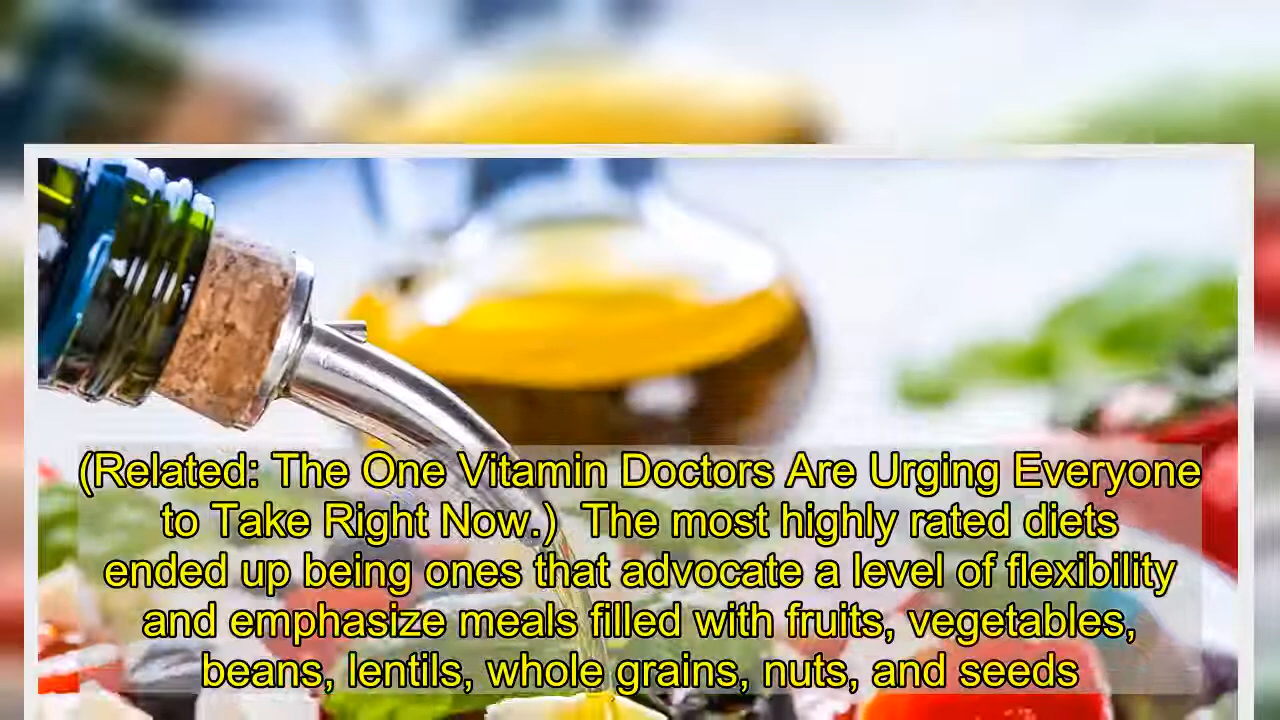 (Related: The One Vitamin Doctors Are Urging Everyone
to Take Right Now.)  The most highly rated diets
ended up being ones that advocate a level of flexibility
and emphasize meals filled with fruits, vegetables,
beans, lentils, whole grains, nuts, and seeds